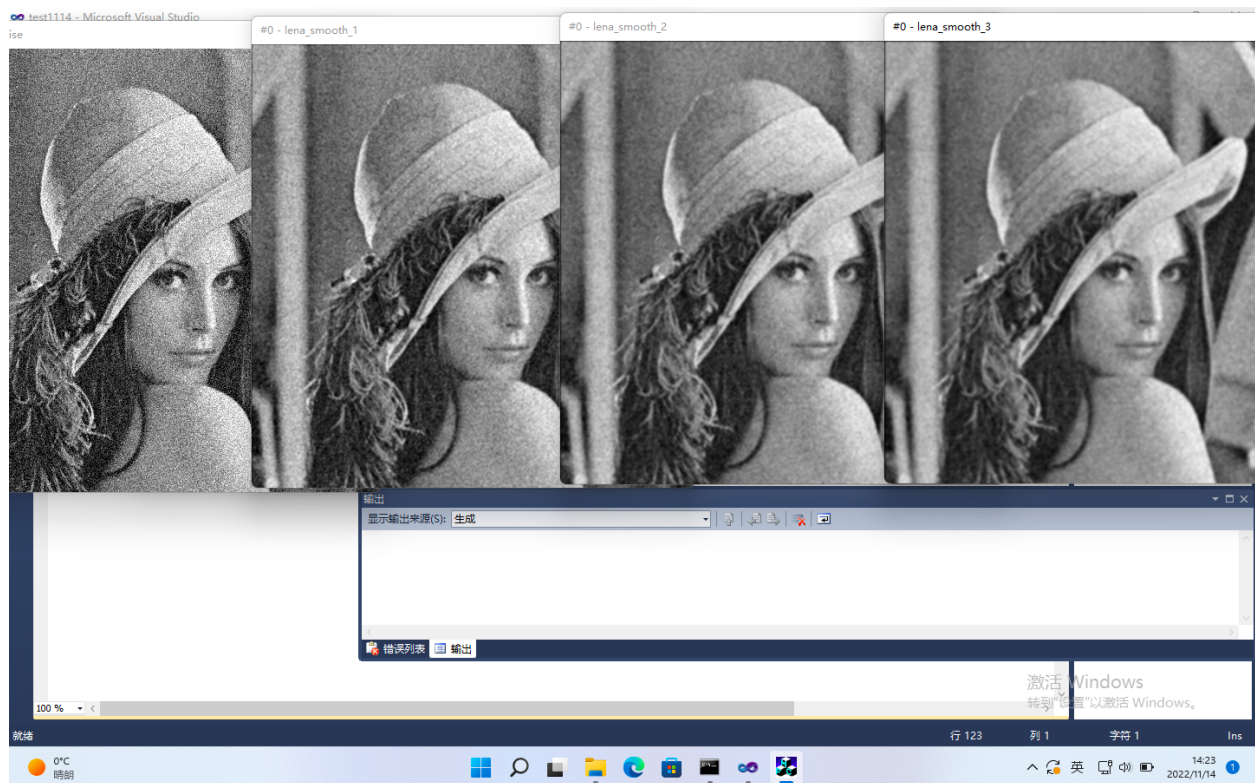 test1114 - Microsoft Visual Studio
ise
#0 - lena_smooth_1
#0 - lena_smooth_2
#0 - lena_smooth_3
输出
显示输出来源(S): 生成
错误列表 输出
100 %
激活 Windows
转到"设置"以激活 Windows。
就绪
行 123
列 1
字符 1
Ins
0°C
晴朗
英
14:23
2022/11/14
1